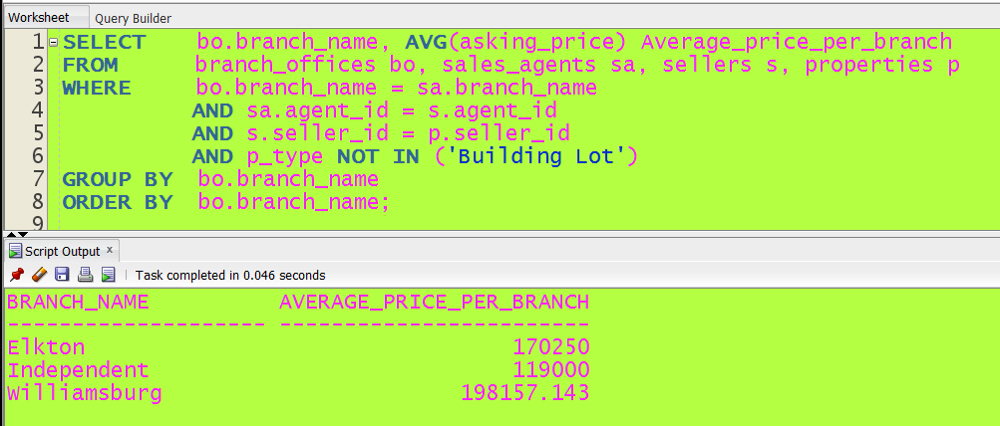 Worksheet Query Builder
1 SELECT bo.branch_name, AVG(asking_price) Average_price_per_branch
2 FROM branch_offices bo, sales_agents sa, sellers s, properties p
3 WHERE bo.branch_name = sa.branch_name
4 AND sa.agent_id = s.agent_id
5 AND s.seller_id = p.seller_id
6 AND p_type NOT IN ('Building Lot')
7 GROUP BY bo.branch_name
8 ORDER BY bo.branch_name;
9
Script Output x
Task completed in 0.046 seconds
BRANCH_NAME AVERAGE_PRICE_PER_BRANCH
-------------------- ------------------------
Elkton 170250
Independent 119000
Williamsburg 198157.143